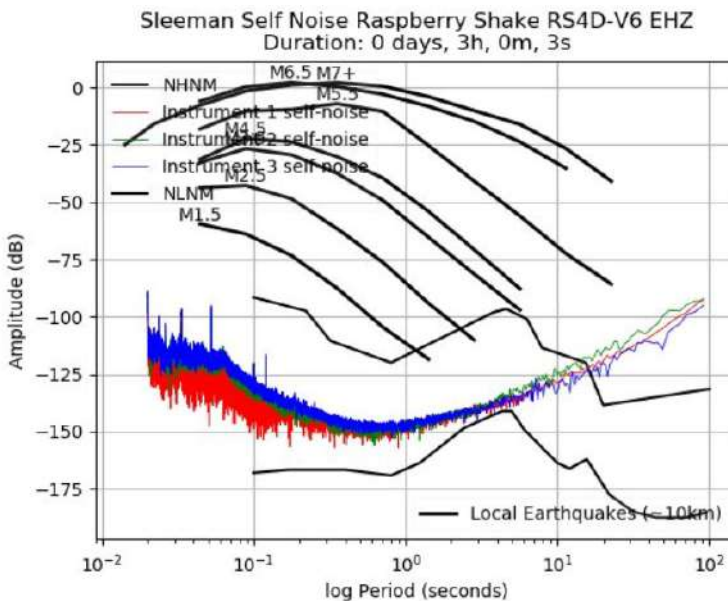 Sleeman Self Noise Raspberry Shake RS4D-V6 EHZ
Duration: 0 days, 3h, 0m, 3s
M6.5 M7+
NHNM
M5.5
Instrument 1 self-noise
M4.5
Instrument 2 self-noise
Instrument 3 self-noise
M2.5
NLNM
M1.5
Local Earthquakes (~10km)
0
−25
−50
−75
−100
−125
−150
−175
Amplitude (dB)
10⁻² 10⁻¹ 10⁰ 10¹ 10²
log Period (seconds)